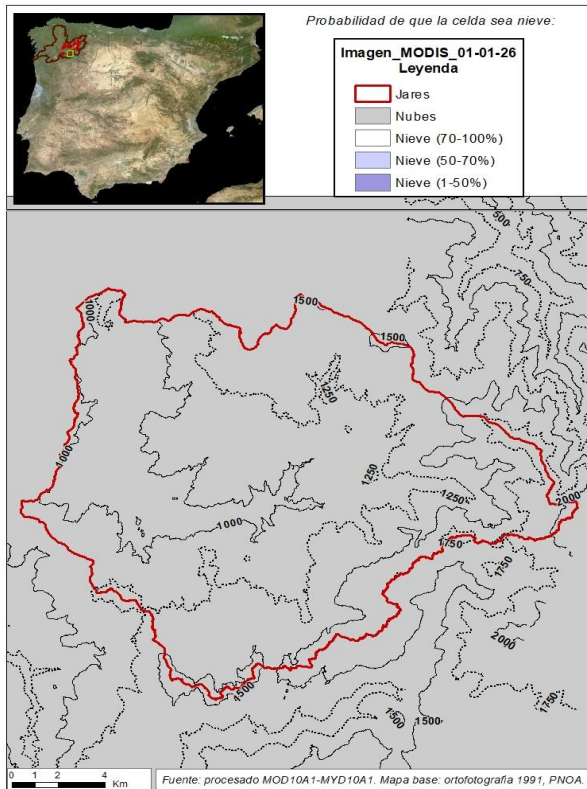 Probabilidad de que la celda sea nieve:
Imagen_MODIS_01-01-26
Leyenda
Jares
Nubes
Nieve (70-100%)
Nieve (50-70%)
Nieve (1-50%)
500
750
1000
1500
1500
1250
1000
1250
1250
2000
1000
1750
1750
2000
1500
1750
1500
1500
0 1 2 4
Km
Fuente: procesado MOD10A1-MYD10A1. Mapa base: ortofotografia 1991, PNOA.